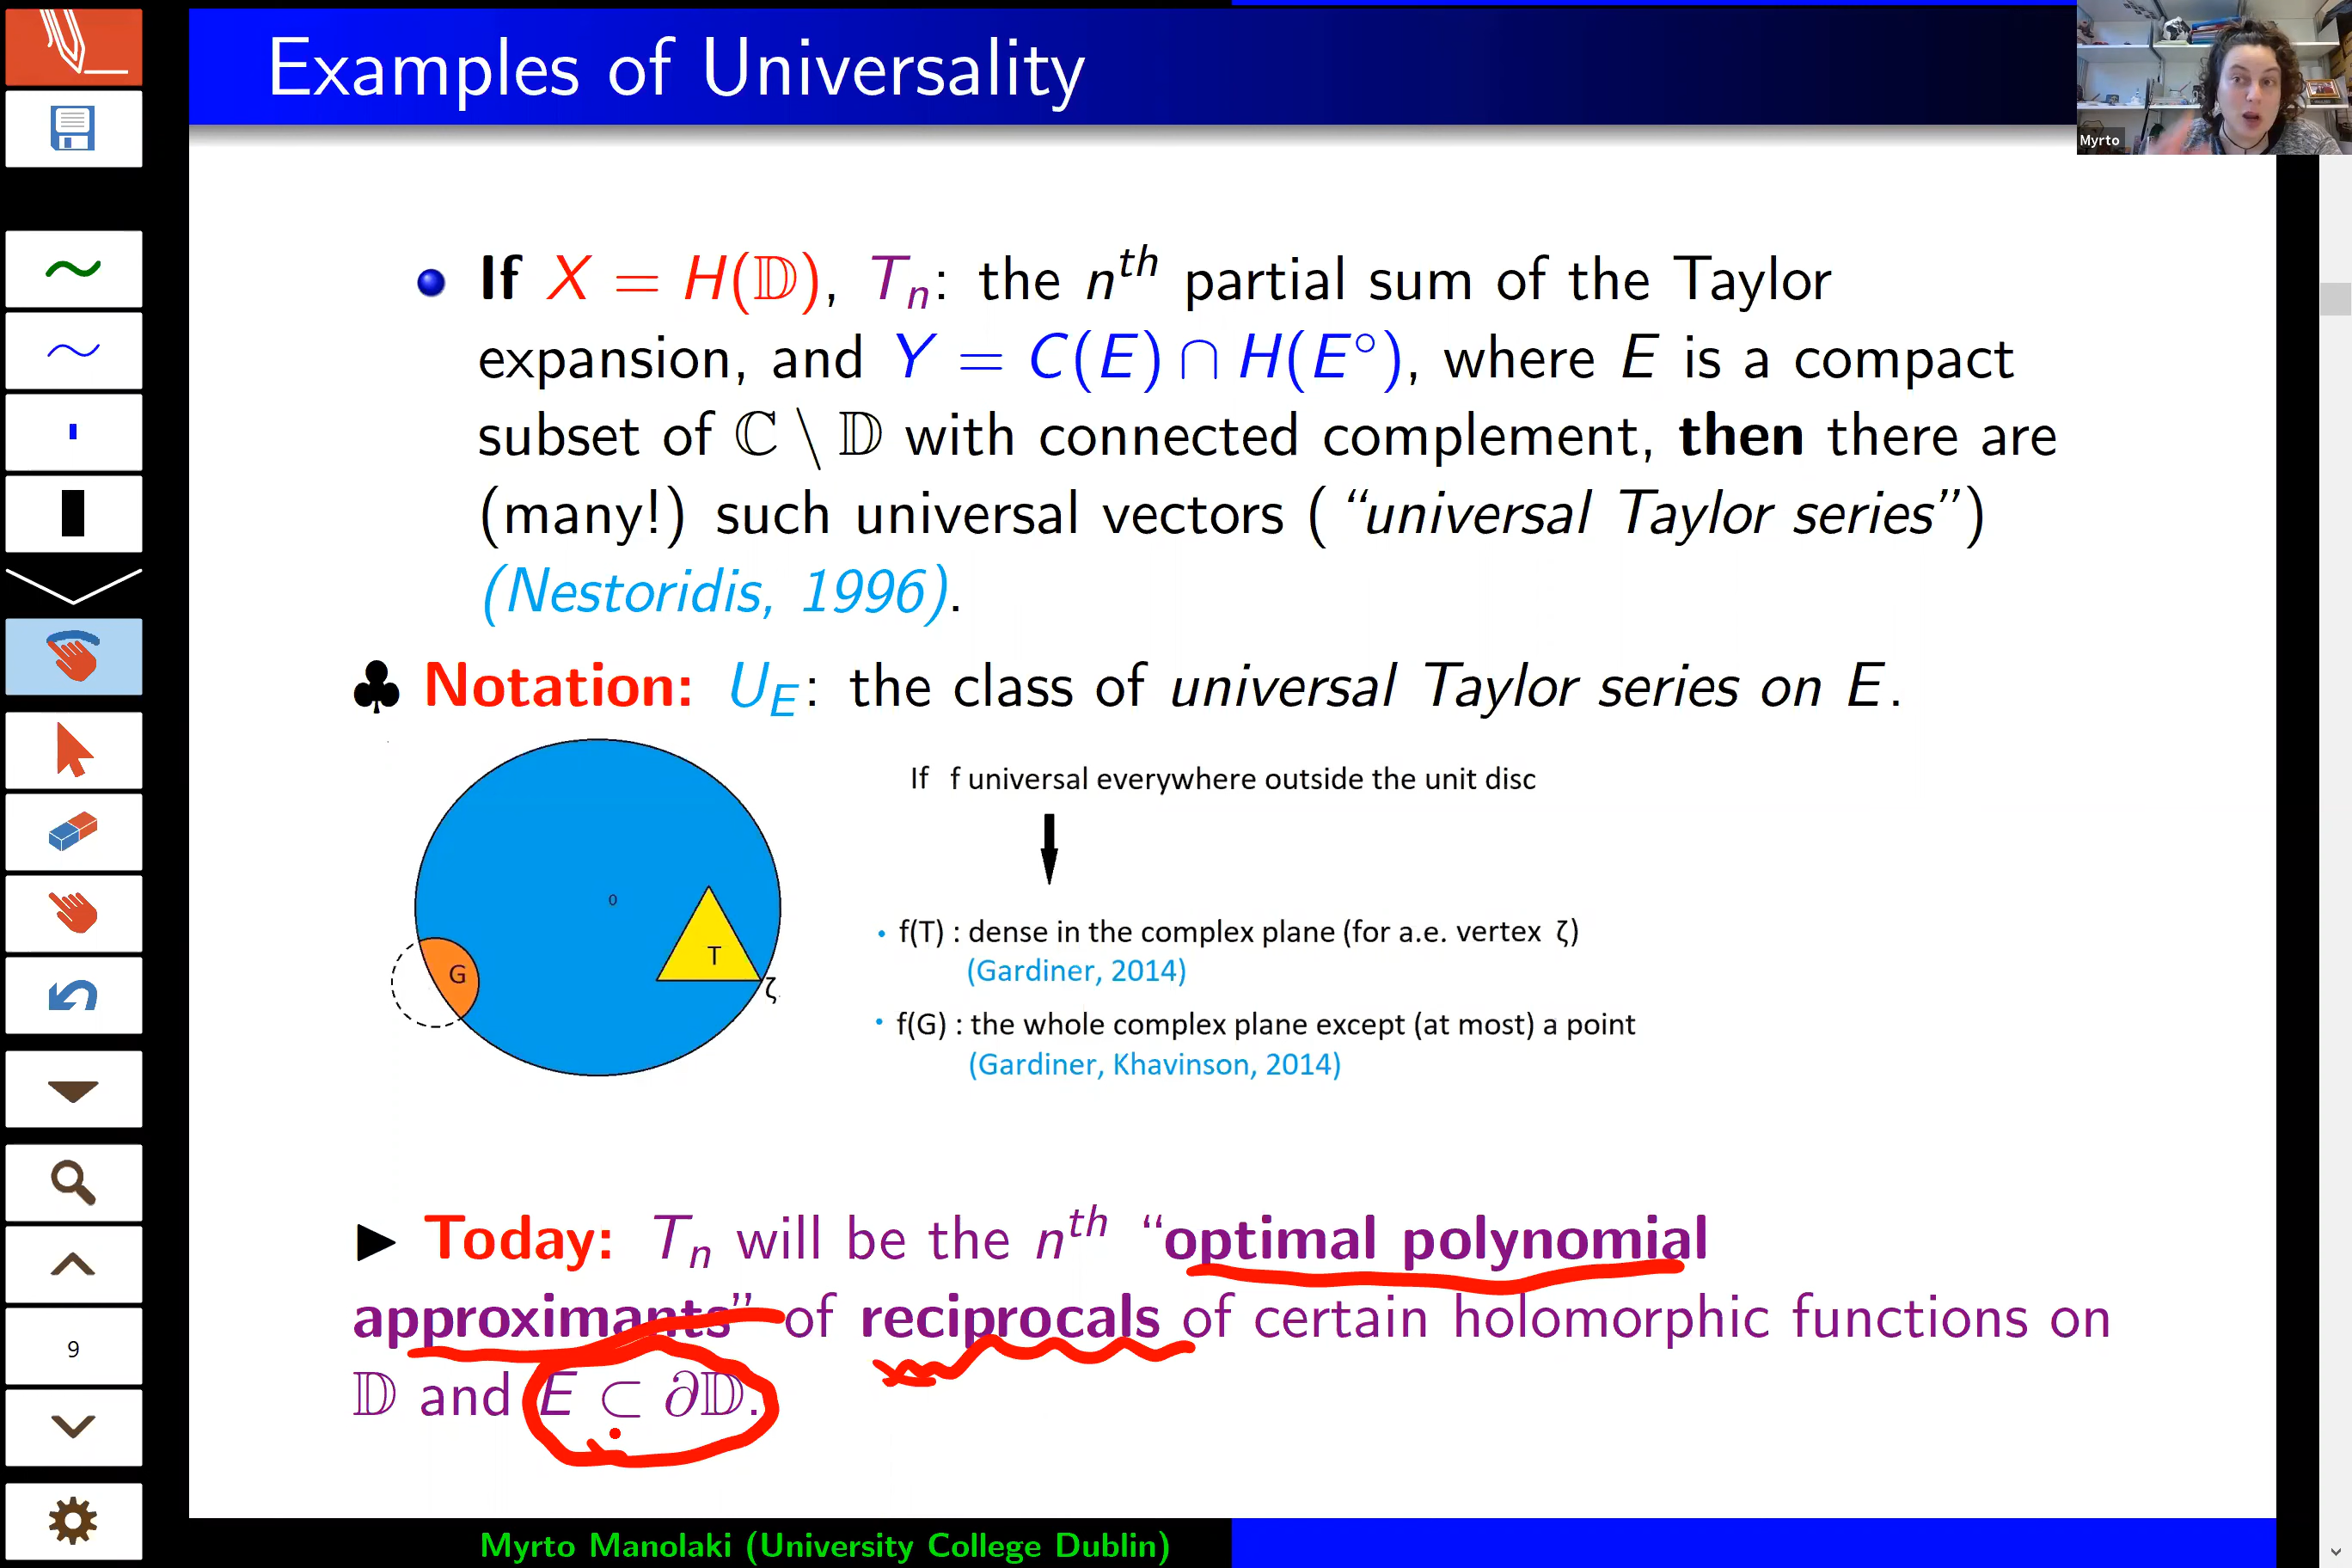 Examples of Universality
Myrto
If X = H(𝔻), Tₙ: the nᵗʰ partial sum of the Taylor
expansion, and Y = C(E) ∩ H(E°), where E is a compact
subset of ℂ \ 𝔻 with connected complement, then there are
(many!) such universal vectors (“universal Taylor series”)
(Nestoridis, 1996).
♣ Notation: U_E: the class of universal Taylor series on E.
If f universal everywhere outside the unit disc
0
G
T
ζ
• f(T) : dense in the complex plane (for a.e. vertex ζ)
(Gardiner, 2014)
• f(G) : the whole complex plane except (at most) a point
(Gardiner, Khavinson, 2014)
▶ Today: Tₙ will be the nᵗʰ “optimal polynomial
approximants” of reciprocals of certain holomorphic functions on
𝔻 and E ⊂ ∂𝔻.
9
Myrto Manolaki (University College Dublin)